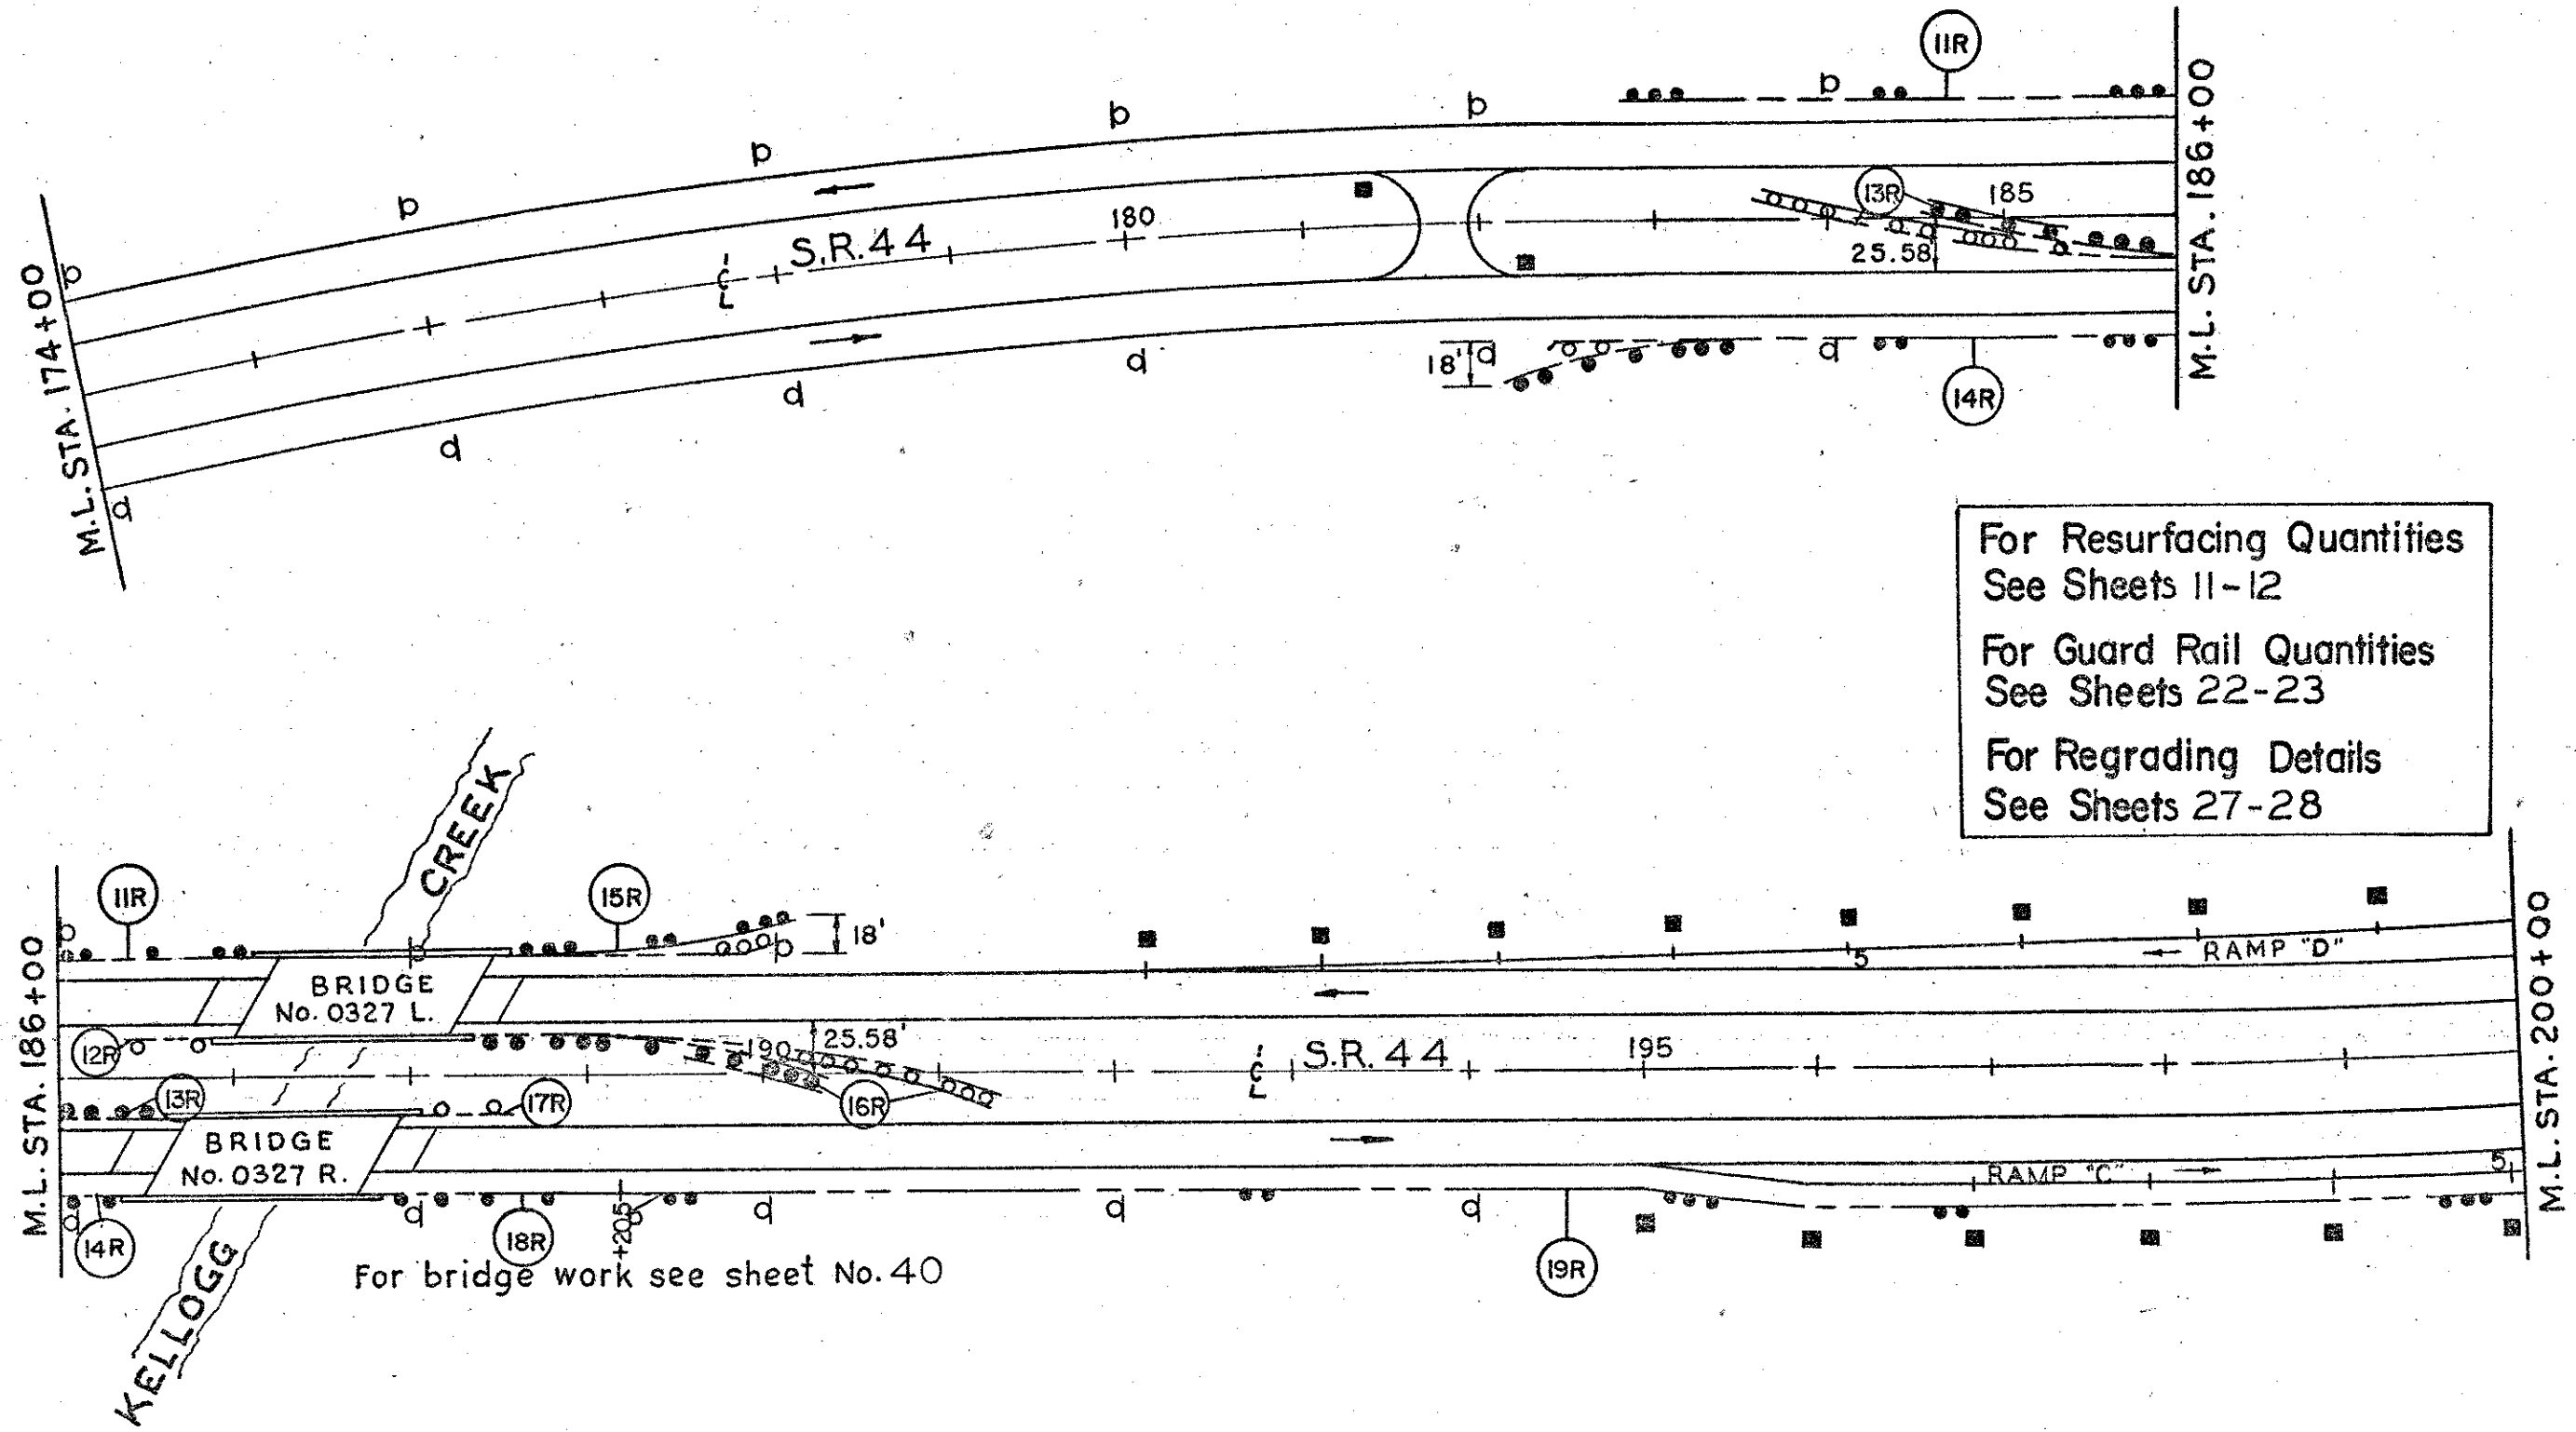 11R
b
b
b
b
b
b
S.R.44
C
L
180
13R
185
25.58
M.L. STA. 174+00
M.L. STA. 186+00
18'
d
d
d
d
d
d
14R
For Resurfacing Quantities
See Sheets 11-12
For Guard Rail Quantities
See Sheets 22-23
For Regrading Details
See Sheets 27-28
CREEK
11R
15R
18'
b
b
b
RAMP "D"
5
BRIDGE
No. 0327 L.
12R
190
25.58'
C
L
S.R. 44
195
M.L. STA. 186+00
M.L. STA. 200+00
13R
17R
16R
BRIDGE
No. 0327 R.
RAMP "C"
5
d
d
d
d
d
14R
18R
+20.5
19R
For bridge work see sheet No. 40
KELLOGG